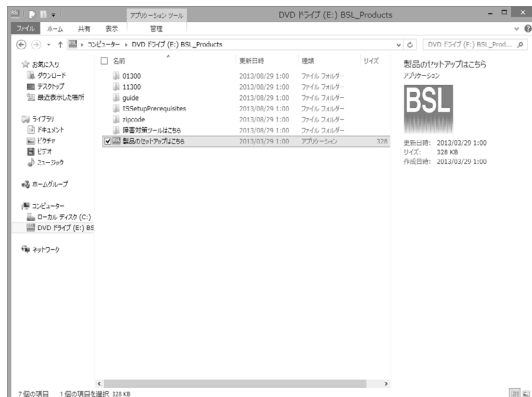 アプリケーション ツール
DVD ドライブ (E:) BSL_Products
ファイル ホーム 共有 表示 管理
コンピューター ▸ DVD ドライブ (E:) BSL_Products
DVD ドライブ (E:) BSL_Prod...
お気に入り
ダウンロード
デスクトップ
最近表示した場所
ライブラリ
ドキュメント
ピクチャ
ビデオ
ミュージック
ホームグループ
コンピューター
ローカル ディスク (C:)
DVD ドライブ (E:) BS
ネットワーク
名前 更新日時 種類 サイズ
01300 2013/08/29 1:00 ファイル フォルダー
11300 2013/08/29 1:00 ファイル フォルダー
guide 2013/08/29 1:00 ファイル フォルダー
ISSetupPrerequisites 2013/08/29 1:00 ファイル フォルダー
zipcode 2013/08/29 1:00 ファイル フォルダー
障害対策ツールはこちら 2013/08/29 1:00 ファイル フォルダー
製品のセットアップはこちら 2013/03/29 1:00 アプリケーション 328
製品のセットアップはこちら
アプリケーション
BSL
更新日時: 2013/03/29 1:00
サイズ: 328 KB
作成日時: 2013/03/29 1:00
7 個の項目 1 個の項目を選択 328 KB